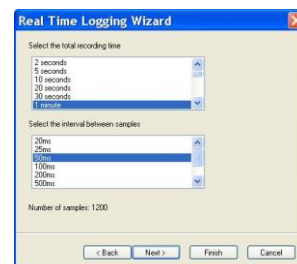 Real Time Logging Wizard
Select the total recording time
2 seconds
5 seconds
10 seconds
20 seconds
30 seconds
1 minute
Select the interval between samples
20ms
25ms
50ms
100ms
200ms
500ms
Number of samples: 1200
< Back Next > Finish Cancel